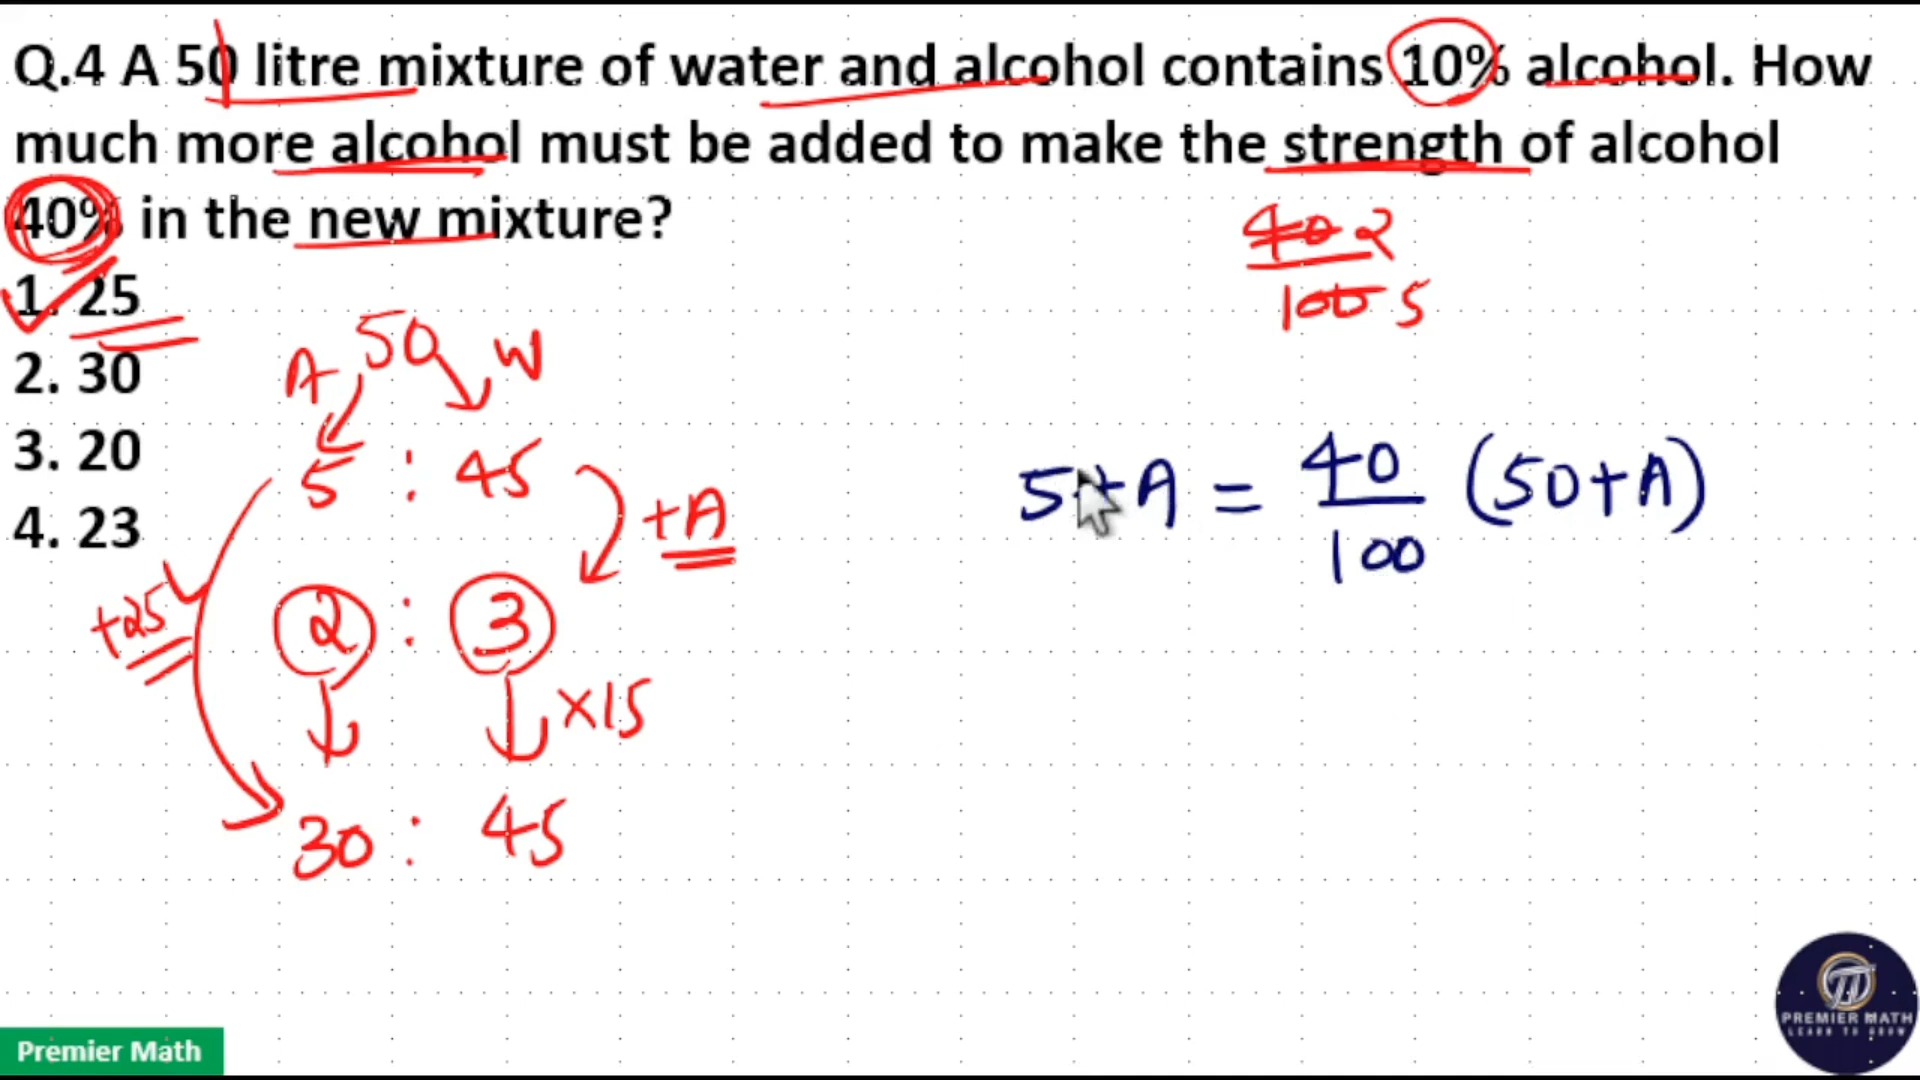 Q.4 A 50 litre mixture of water and alcohol contains 10% alcohol. How
much more alcohol must be added to make the strength of alcohol
40% in the new mixture?
40 2
100 5
1. 25
2. 30
3. 20
4. 23
A 50 W
5 : 45
+A
+25
2 : 3
×15
30 : 45
5+A = 40/100 (50+A)
Premier Math
PREMIER MATH
LEARN TO GROW